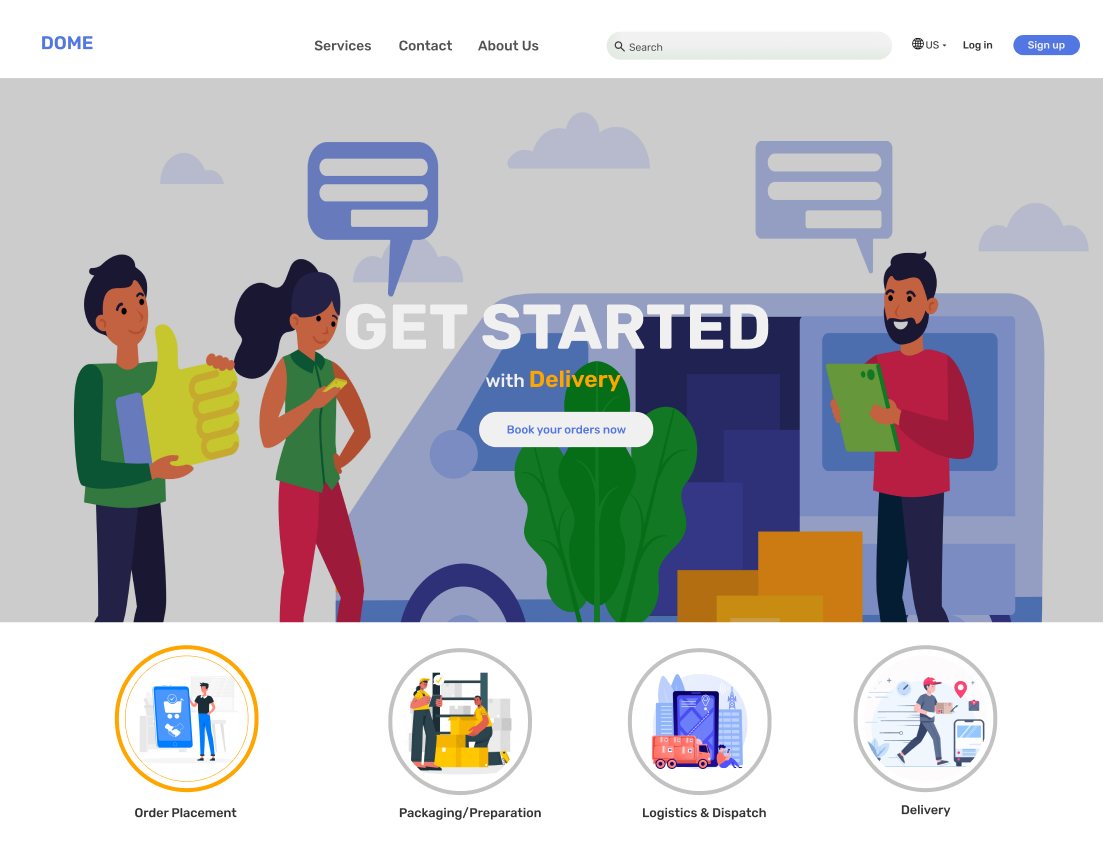 DOME
Services Contact About Us
Search
US
Log in
Sign up
GET STARTED
with Delivery
Book your orders now
Order Placement
Packaging/Preparation
Logistics & Dispatch
Delivery